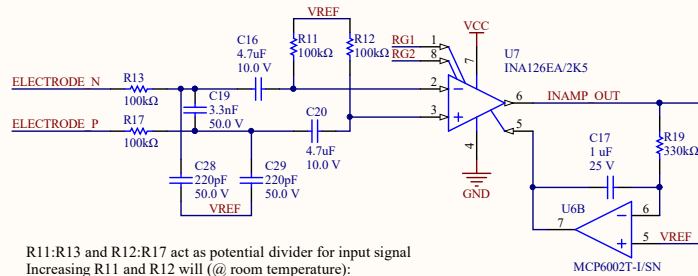 VREF
C16
4.7uF
10.0 V
R11
100kΩ
R12
100kΩ
RG1
RG2
1
8
VCC
7
U7
INA126EA/2K5
ELECTRODE_N
R13
100kΩ
C19
3.3nF
50.0 V
2
3
6
INAMP_OUT
5
4
GND
ELECTRODE_P
R17
100kΩ
C20
4.7uF
10.0 V
C17
1 uF
25 V
R19
330kΩ
C28
220pF
50.0 V
C29
220pF
50.0 V
VREF
U6B
7
6
5
VREF
MCP6002T-I/SN
R11:R13 and R12:R17 act as potential divider for input signal
Increasing R11 and R12 will (@ room temperature):